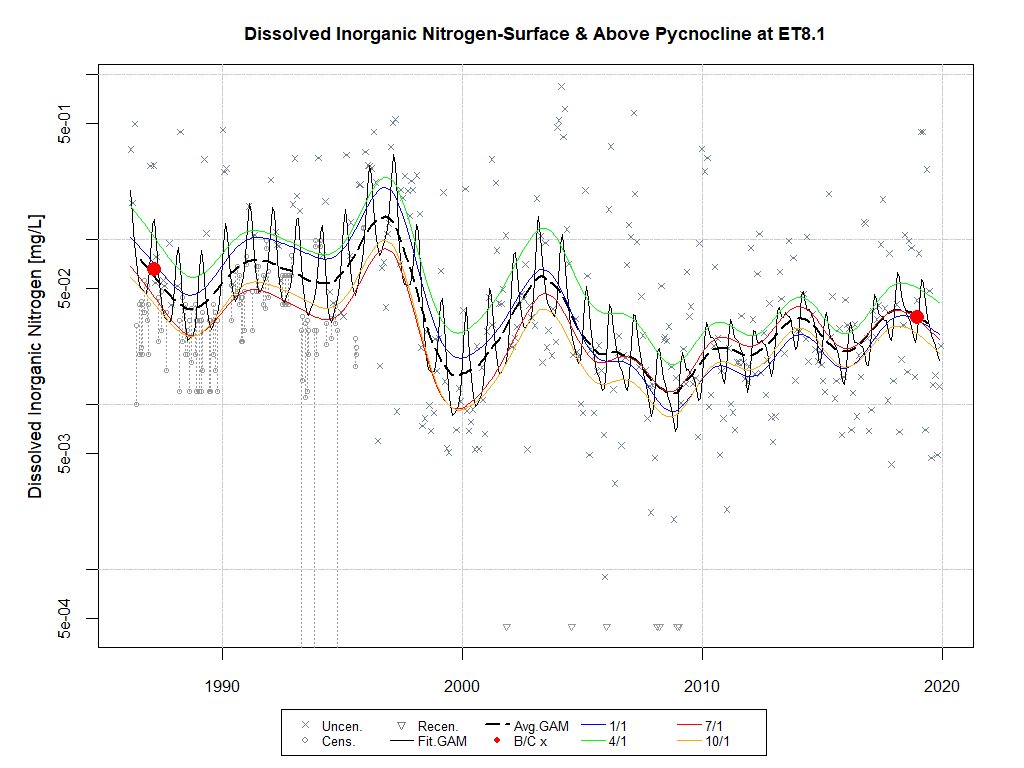 Dissolved Inorganic Nitrogen-Surface & Above Pycnocline at ET8.1
Dissolved Inorganic Nitrogen [mg/L]
5e-01
5e-02
5e-03
5e-04
1990 2000 2010 2020
Uncen. Recen. Avg.GAM 1/1 7/1
Cens. Fit.GAM B/C x 4/1 10/1